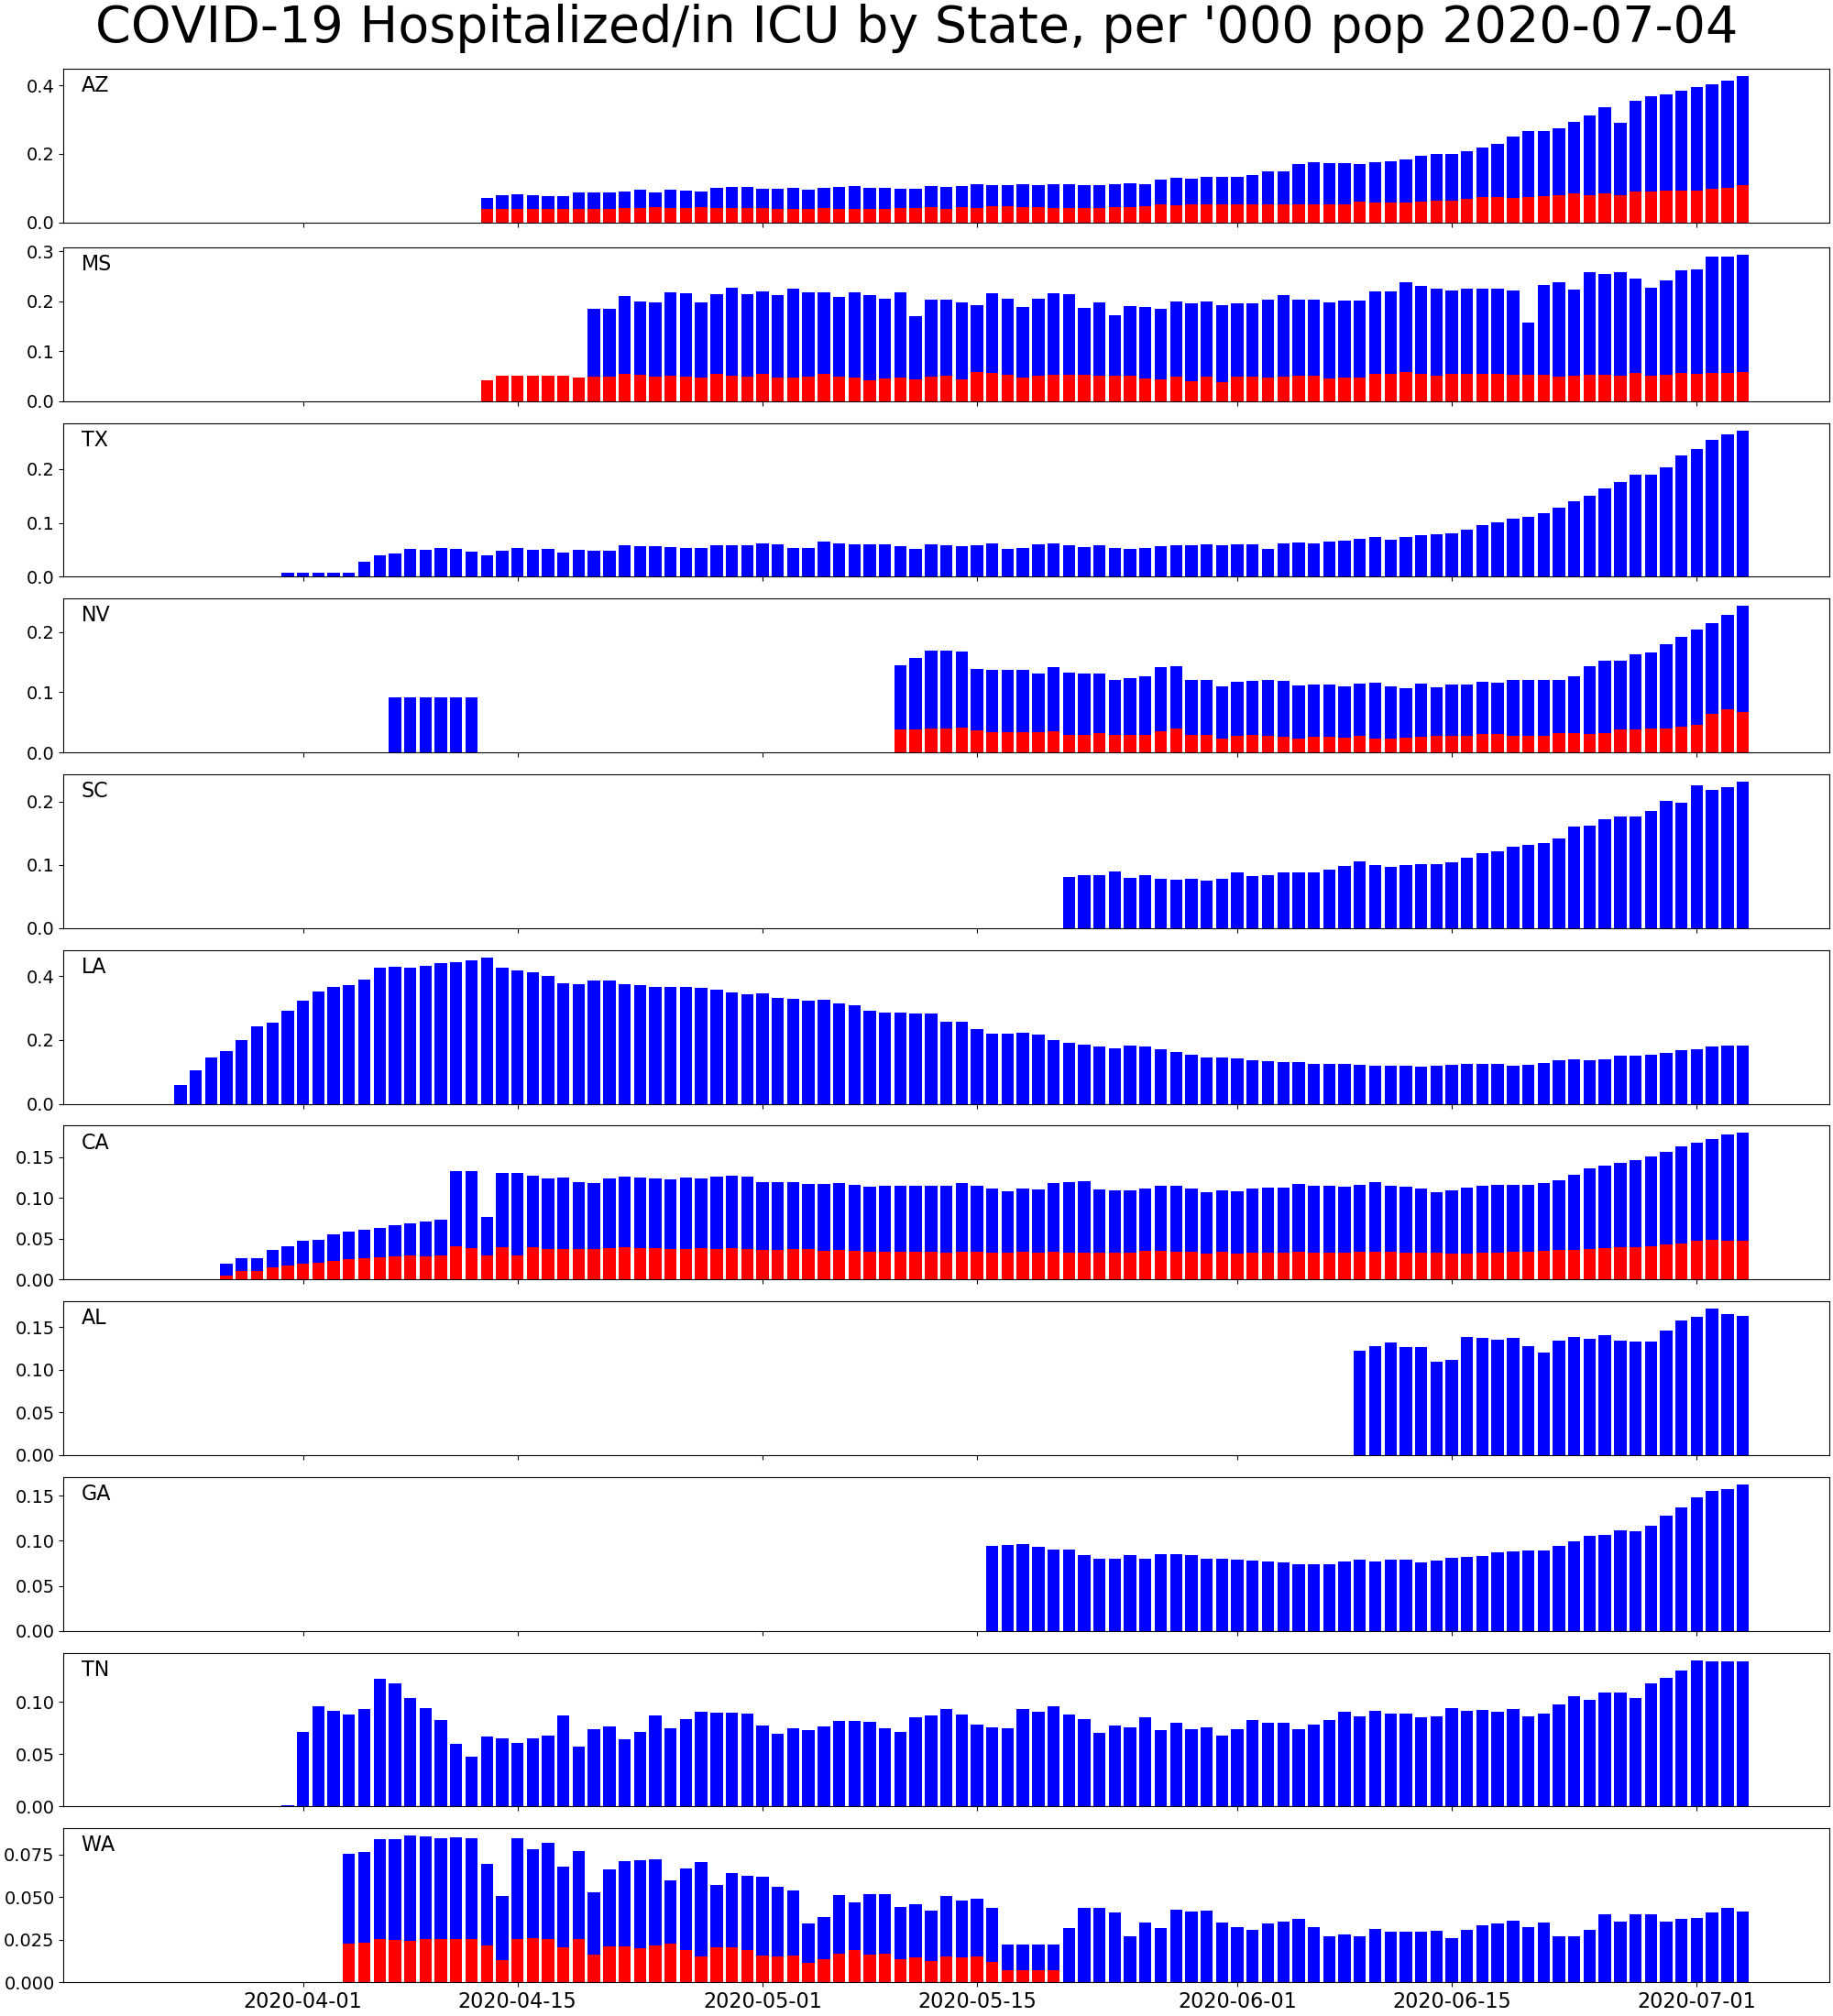 COVID-19 Hospitalized/in ICU by State, per '000 pop 2020-07-04
AZ
0.4
0.2
0.0
MS
0.3
0.2
0.1
0.0
TX
0.2
0.1
0.0
NV
0.2
0.1
0.0
SC
0.2
0.1
0.0
LA
0.4
0.2
0.0
CA
0.15
0.10
0.05
0.00
AL
0.15
0.10
0.05
0.00
GA
0.15
0.10
0.05
0.00
TN
0.10
0.05
0.00
WA
0.075
0.050
0.025
0.000
2020-04-01 2020-04-15 2020-05-01 2020-05-15 2020-06-01 2020-06-15 2020-07-01